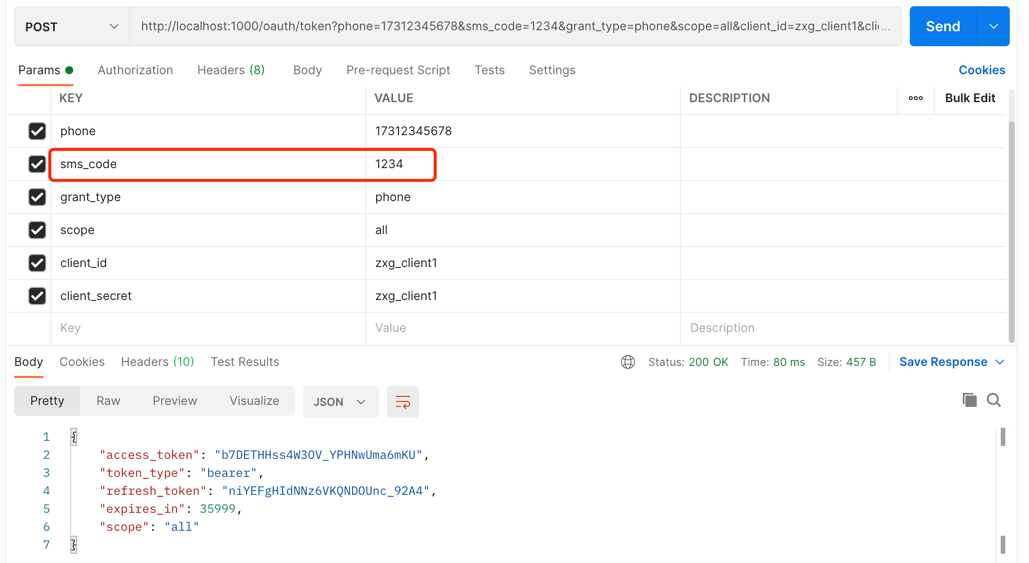 POST http://localhost:1000/oauth/token?phone=17312345678&sms_code=1234&grant_type=phone&scope=all&client_id=zxg_client1&cli... Send
Params Authorization Headers (8) Body Pre-request Script Tests Settings Cookies
KEY VALUE DESCRIPTION ooo Bulk Edit
phone 17312345678
sms_code 1234
grant_type phone
scope all
client_id zxg_client1
client_secret zxg_client1
Key Value Description
Body Cookies Headers (10) Test Results Status: 200 OK Time: 80 ms Size: 457 B Save Response
Pretty Raw Preview Visualize JSON
1 {
2 "access_token": "b7DETHHss4W3OV_YPHNwUma6mKU",
3 "token_type": "bearer",
4 "refresh_token": "niYEFgHIdNNz6VKQNDOUnc_92A4",
5 "expires_in": 35999,
6 "scope": "all"
7 }